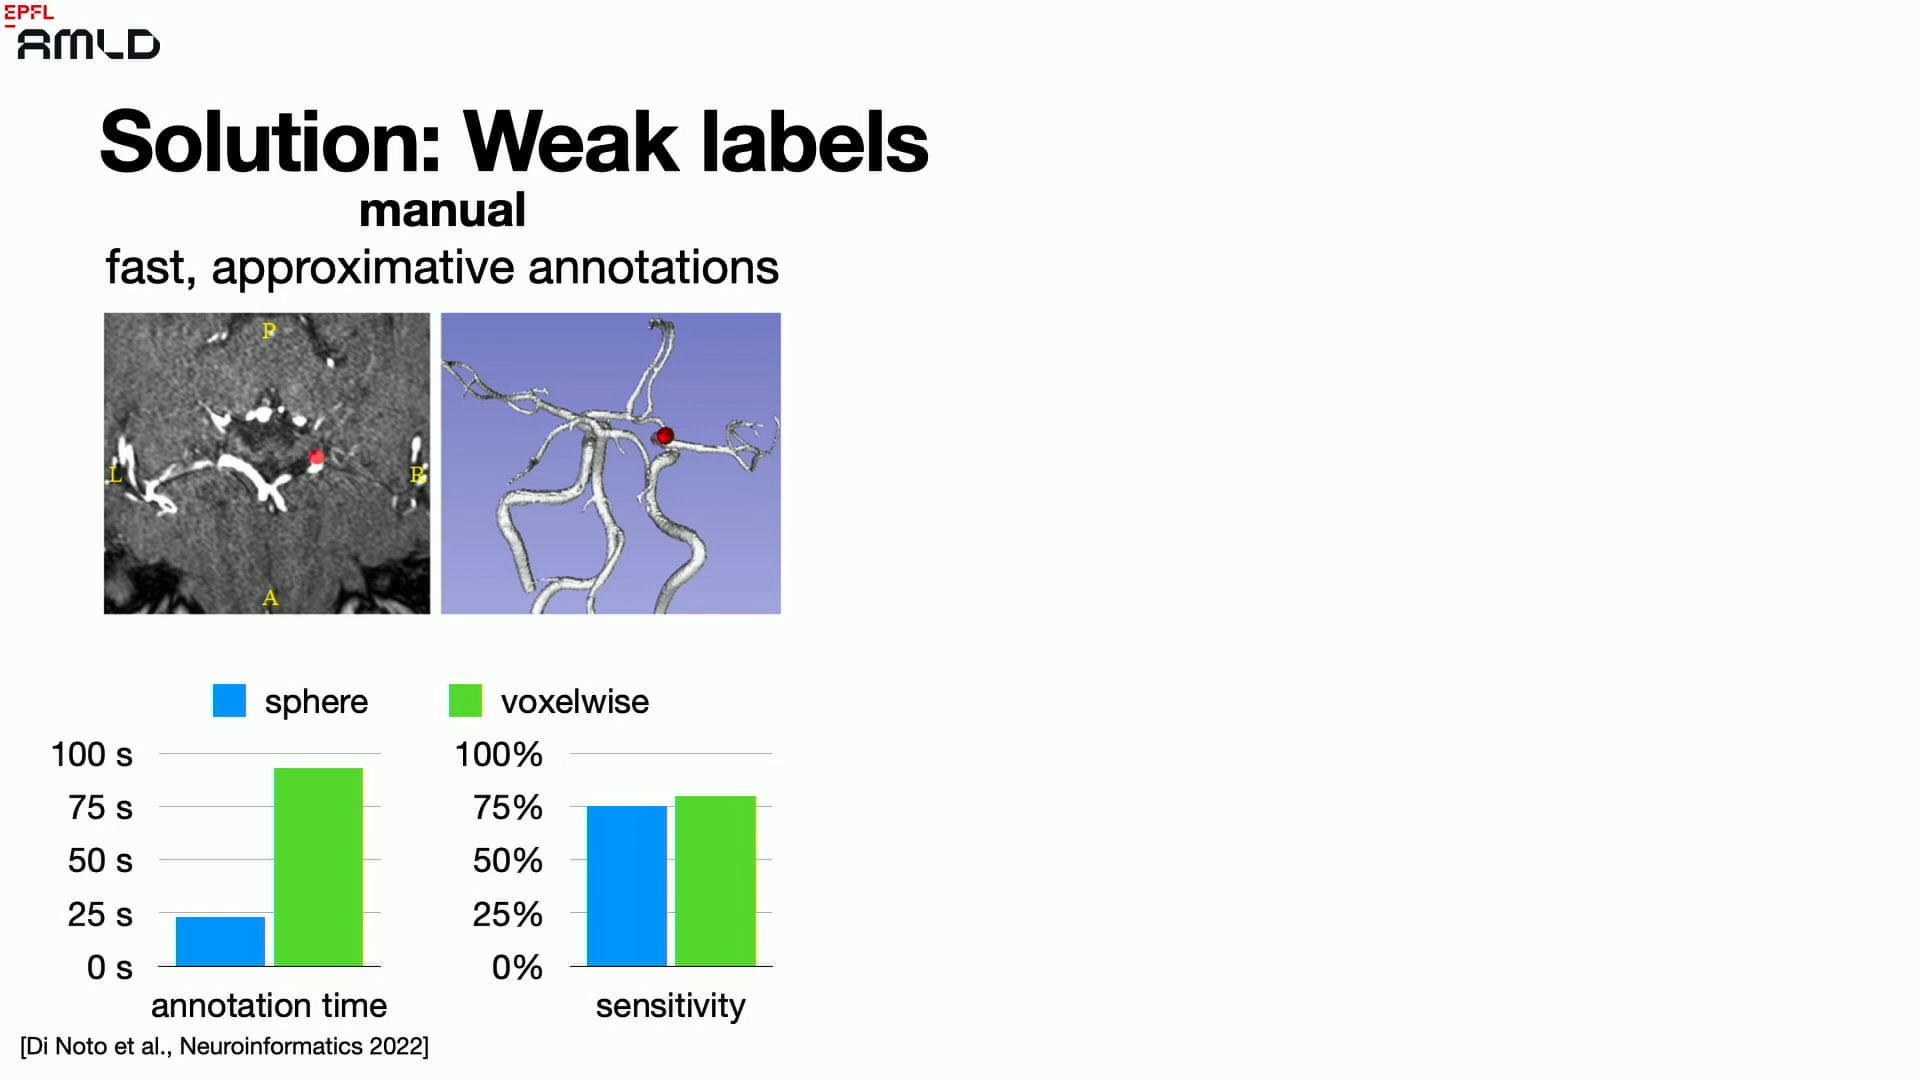 EPFL
AMLD
Solution: Weak labels
manual
fast, approximative annotations
P
L
R
A
sphere
voxelwise
100 s
75 s
50 s
25 s
0 s
annotation time
100%
75%
50%
25%
0%
sensitivity
[Di Noto et al., Neuroinformatics 2022]